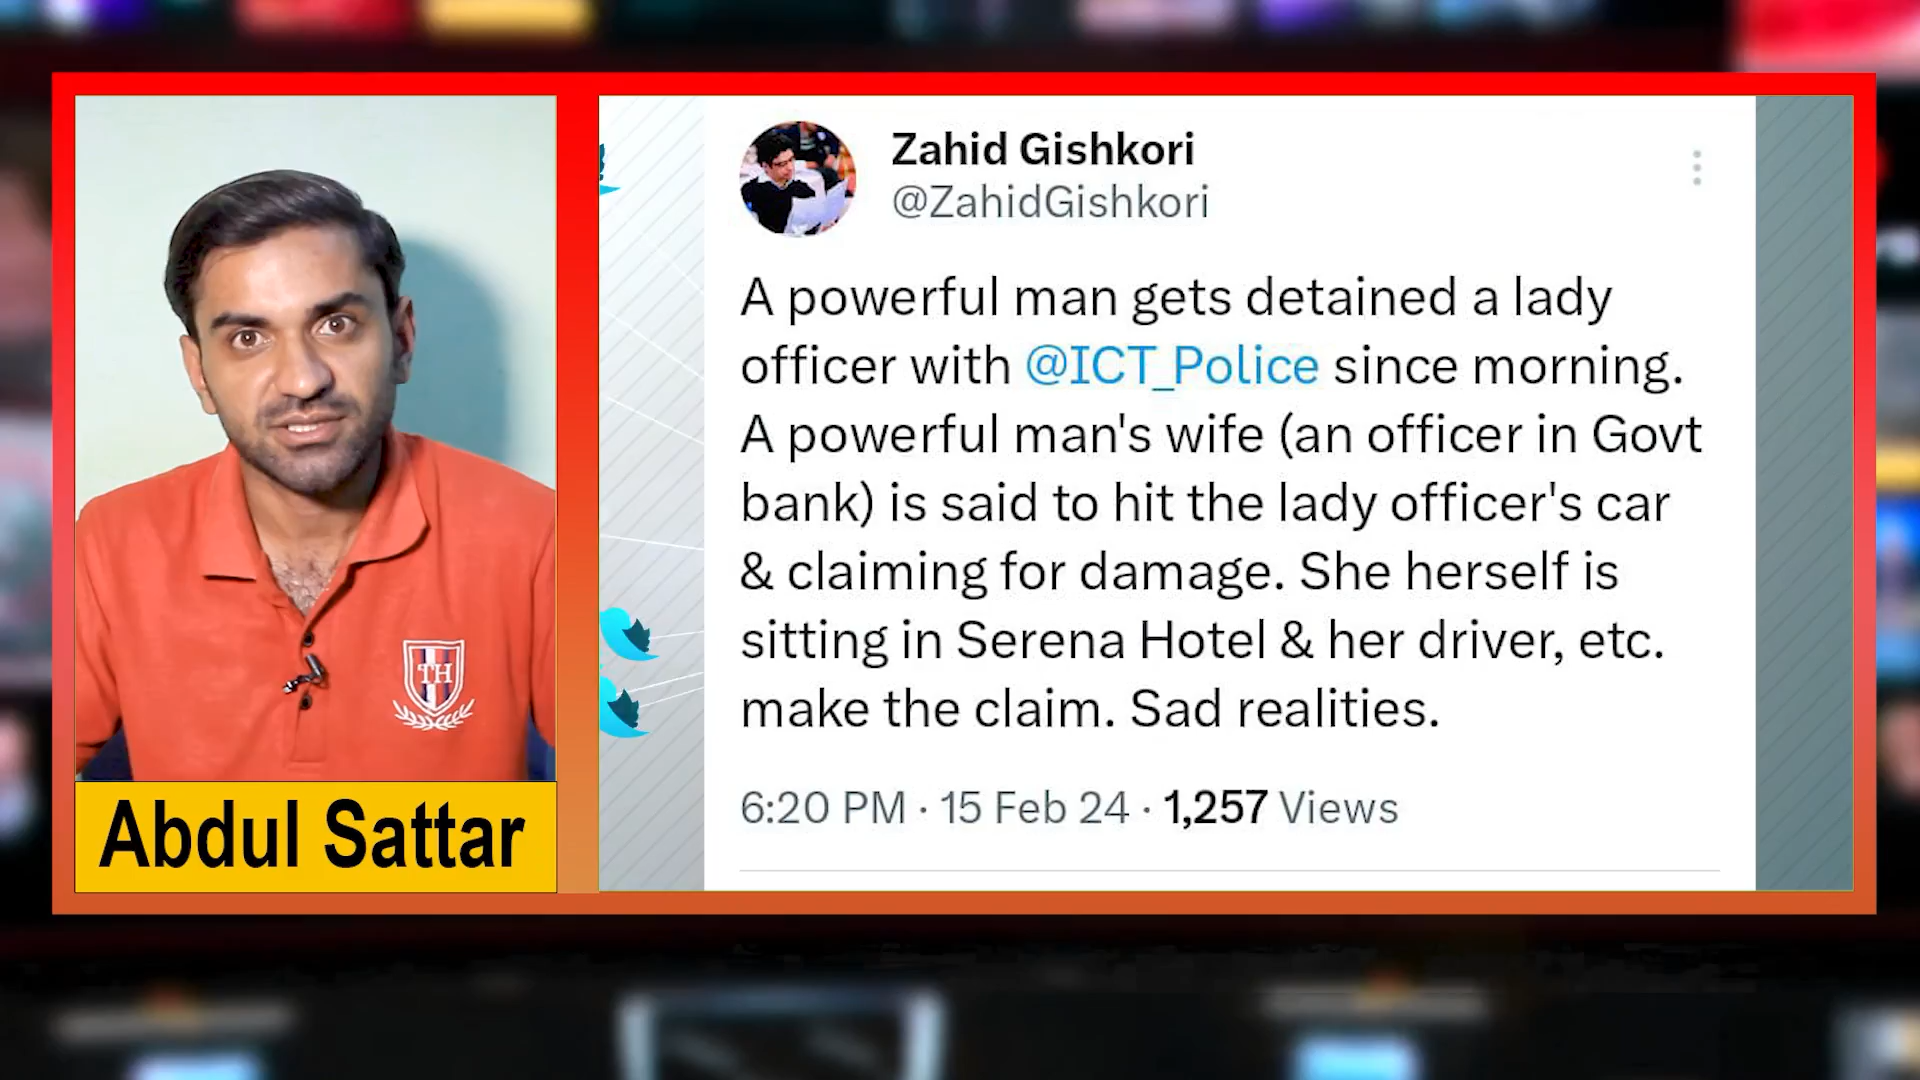 Zahid Gishkori
@ZahidGishkori
A powerful man gets detained a lady
officer with @ICT_Police since morning.
A powerful man's wife (an officer in Govt
bank) is said to hit the lady officer's car
& claiming for damage. She herself is
sitting in Serena Hotel & her driver, etc.
make the claim. Sad realities.
6:20 PM · 15 Feb 24 · 1,257 Views
TH
Abdul Sattar